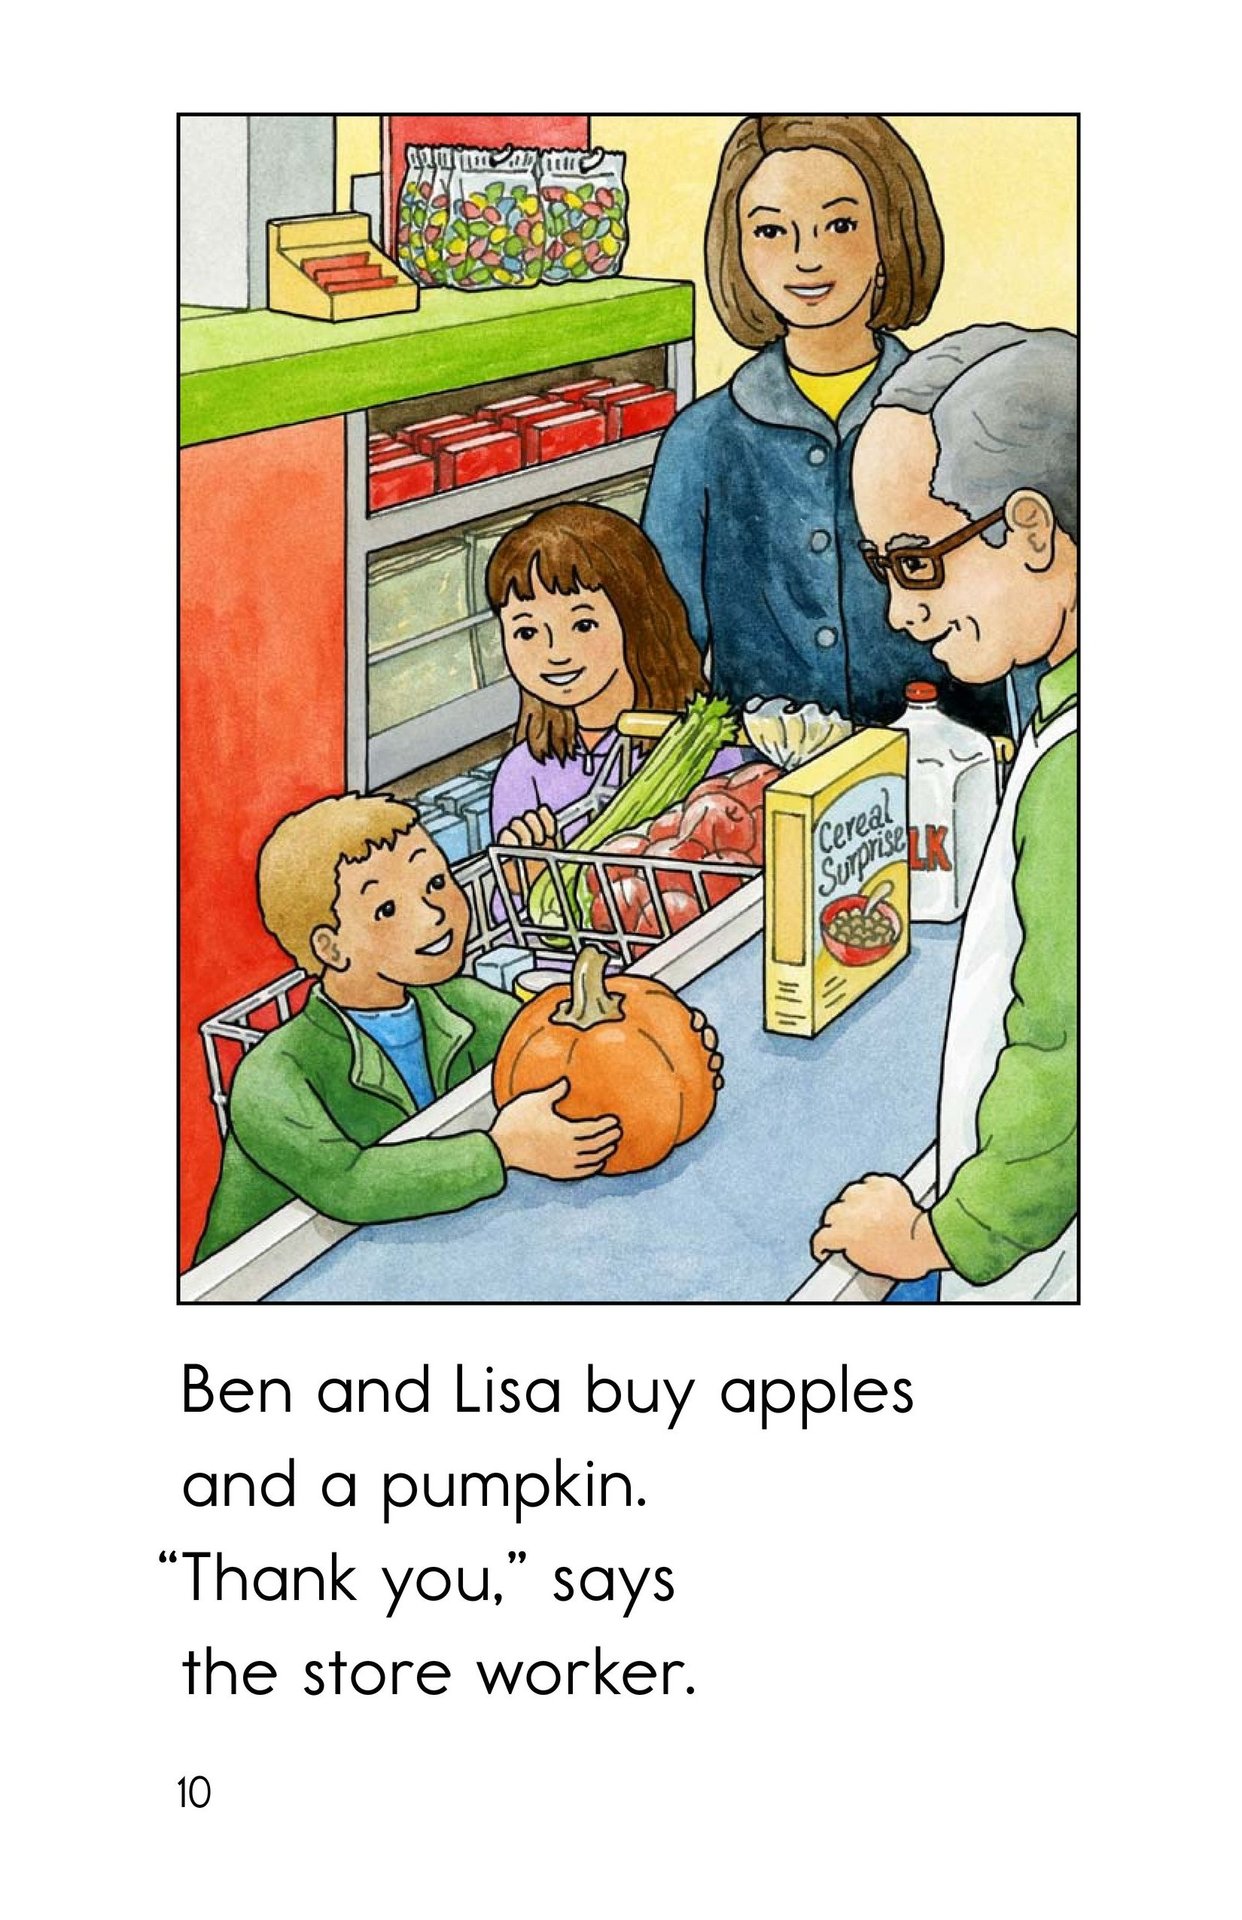 Cereal
Surprise
LK
Ben and Lisa buy apples
and a pumpkin.
“Thank you,” says
the store worker.
10